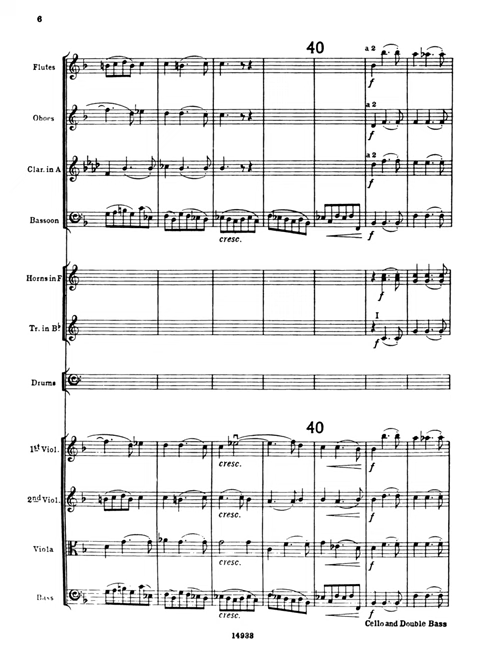 6
40
Flutes
a 2
f
Oboes
a 2
f
Clar. in A
a 2
f
Bassoon
cresc.
f
Horns in F
f
Tr. in B♭
I
f
Drums
40
1st Viol.
cresc.
f
2nd Viol.
cresc.
f
Viola
cresc.
f
Bass
cresc.
f
Cello and Double Bass
14933